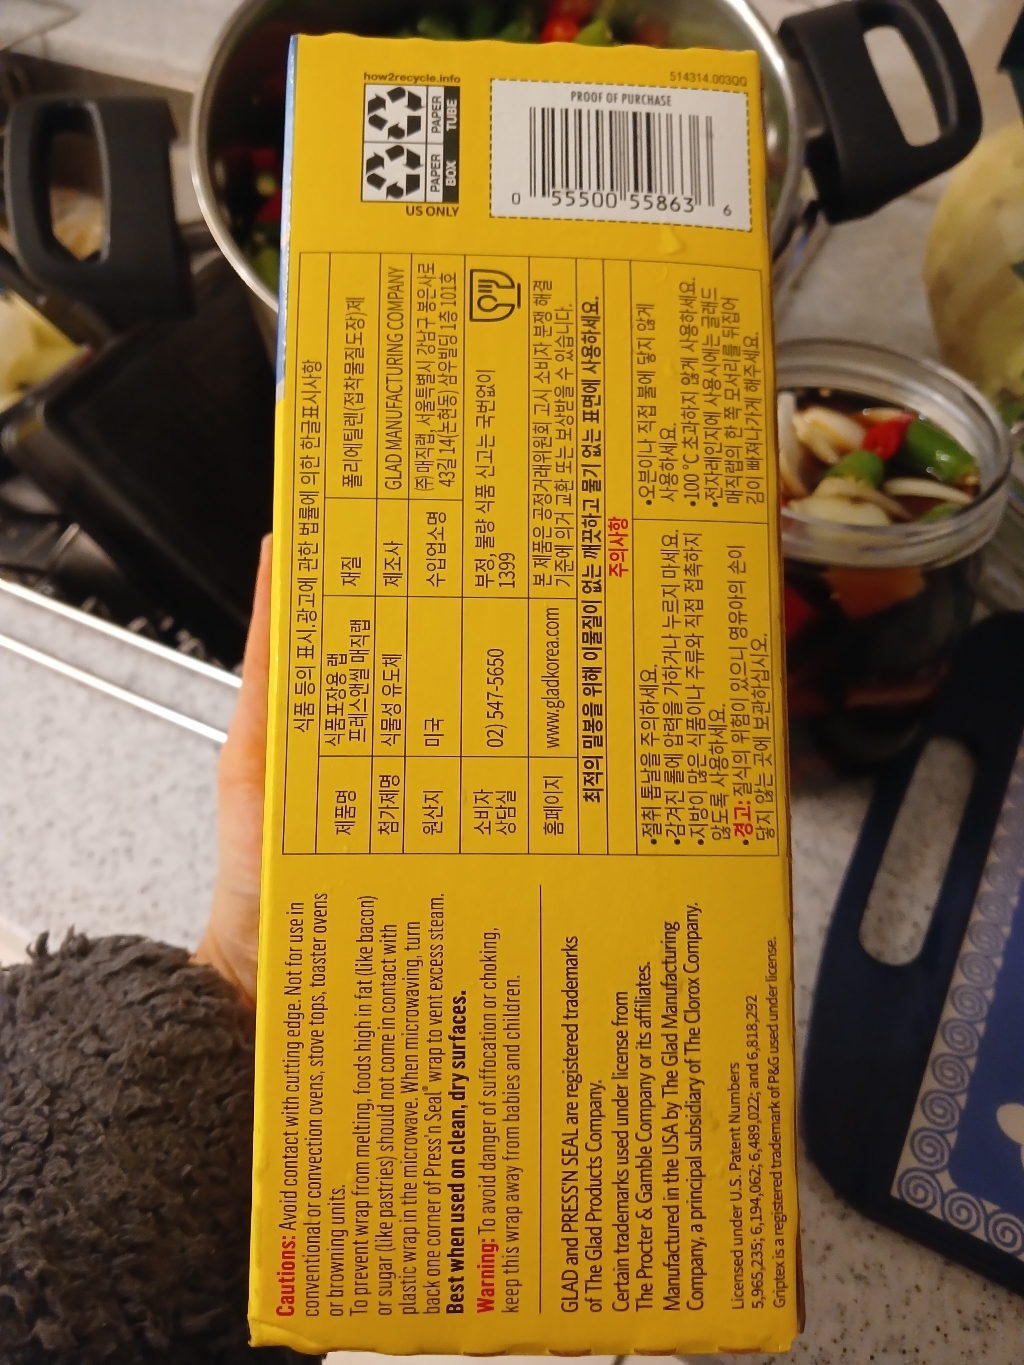 Cautions: Avoid contact with cutting edge. Not for use in
conventional or convection ovens, stove tops, toaster ovens
or browning units.
To prevent wrap from melting, foods high in fat (like bacon)
or sugar (like pastries) should not come in contact with
plastic wrap in the microwave. When microwaving, turn
back one corner of Press'n Seal® wrap to vent excess steam.
Best when used on clean, dry surfaces.
Warning: To avoid danger of suffocation or choking,
keep this wrap away from babies and children.
GLAD and PRESS'N SEAL are registered trademarks
of The Glad Products Company.
Certain trademarks used under license from
The Procter & Gamble Company or its affiliates.
Manufactured in the USA by The Glad Manufacturing
Company, a principal subsidiary of The Clorox Company.
Licensed under U.S. Patent Numbers
5,965,235; 6,194,062; 6,489,022; and 6,818,292
Griptex is a registered trademark of P&G used under license.
식품 등의 표시.광고에 관한 법률에 의한 한글표시사항
제품명
식품포장용 랩
프레스앤씰 매직랩
재질
폴리에틸렌(접착물질도장)제
첨가제명
식물성 유도체
제조사
GLAD MANUFACTURING COMPANY
원산지
미국
수입업소명
㈜ 매직랩, 서울특별시 강남구 봉은사로
43길 14(논현동) 삼우빌딩 1층 101호
소비자
상담실
02) 547-5650
부정, 불량 식품 신고는 국번없이
1399
홈페이지
www.gladkorea.com
본 제품은 공정거래위원회 고시 소비자 분쟁 해결
기준에 의거 교환 또는 보상받을 수 있습니다.
최적의 밀봉을 위해 이물질이 없는 깨끗하고 물기 없는 표면에 사용하세요.
주의사항
•절취 톱날을 주의하세요.
•감겨진 롤에 압력을 가하거나 누르지 마세요.
•지방이 많은 식품이나 주류와 직접 접촉하지
않도록 사용하세요.
•경고: 질식의 위험이 있으니 영유아의 손이
닿지 않는 곳에 보관하십시오.
•오븐이나 직접 불에 닿지 않게
사용하세요.
•100 °C 초과하지 않게 사용하세요.
•전자레인지에 사용시에는 글래드
매직랩의 한 쪽 모서리를 뒤집어
김이 빠져나가게 해주세요.
how2recycle.info
PAPER
BOX
PAPER
TUBE
US ONLY
514314.003QQ
PROOF OF PURCHASE
0 55500 55863 6